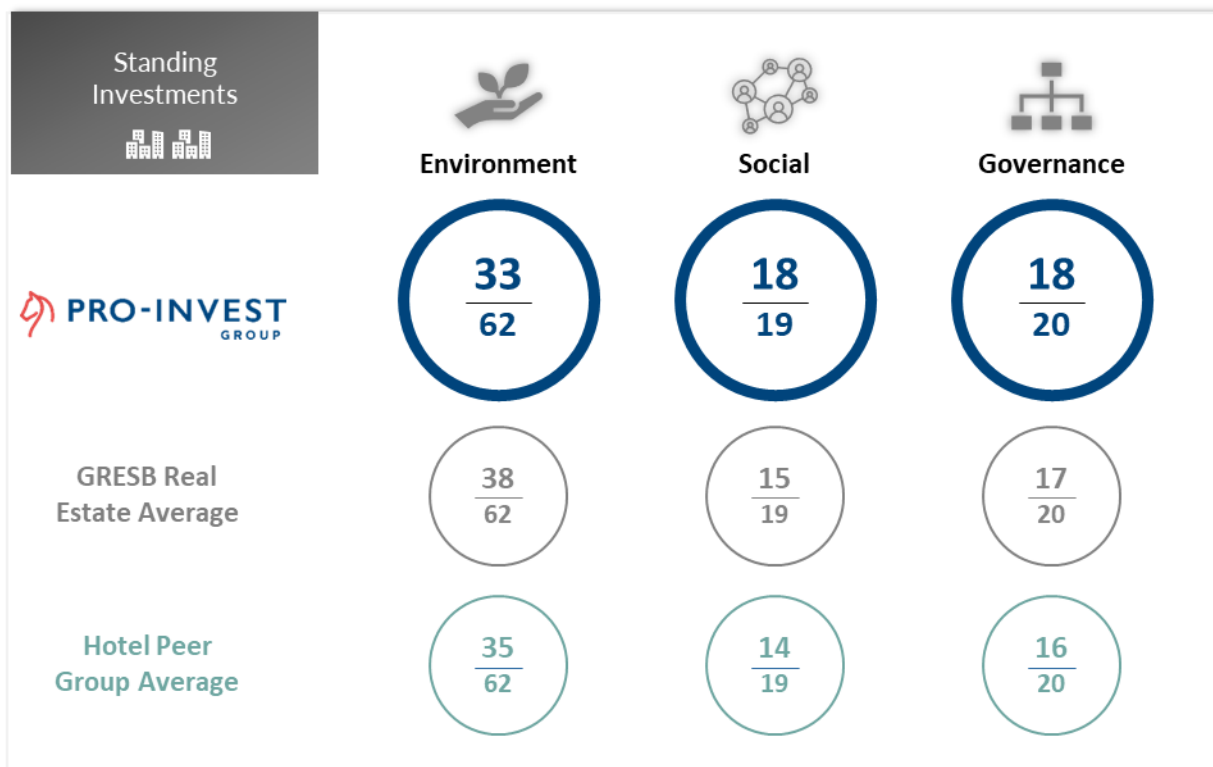 Standing
Investments
Environment
Social
Governance
PRO-INVEST
GROUP
33
62
18
19
18
20
GRESB Real
Estate Average
38
62
15
19
17
20
Hotel Peer
Group Average
35
62
14
19
16
20